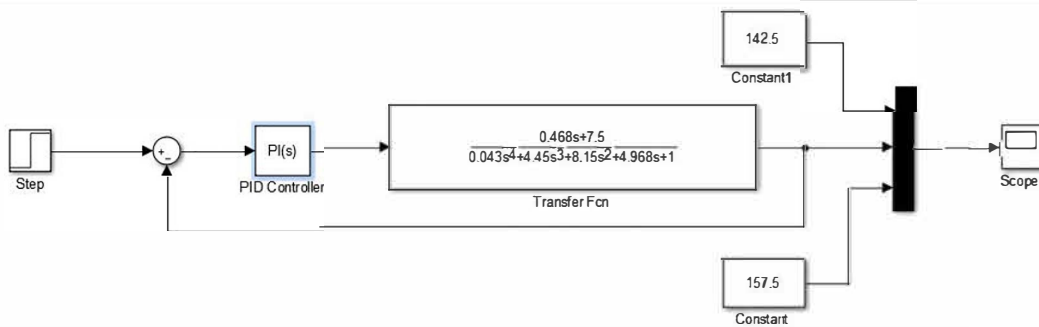 142.5
Constant1
Step
+
−
PI(s)
PID Controller
0.468s+7.5
0.043s⁴+4.45s³+8.15s²+4.968s+1
Transfer Fcn
Scope
157.5
Constant